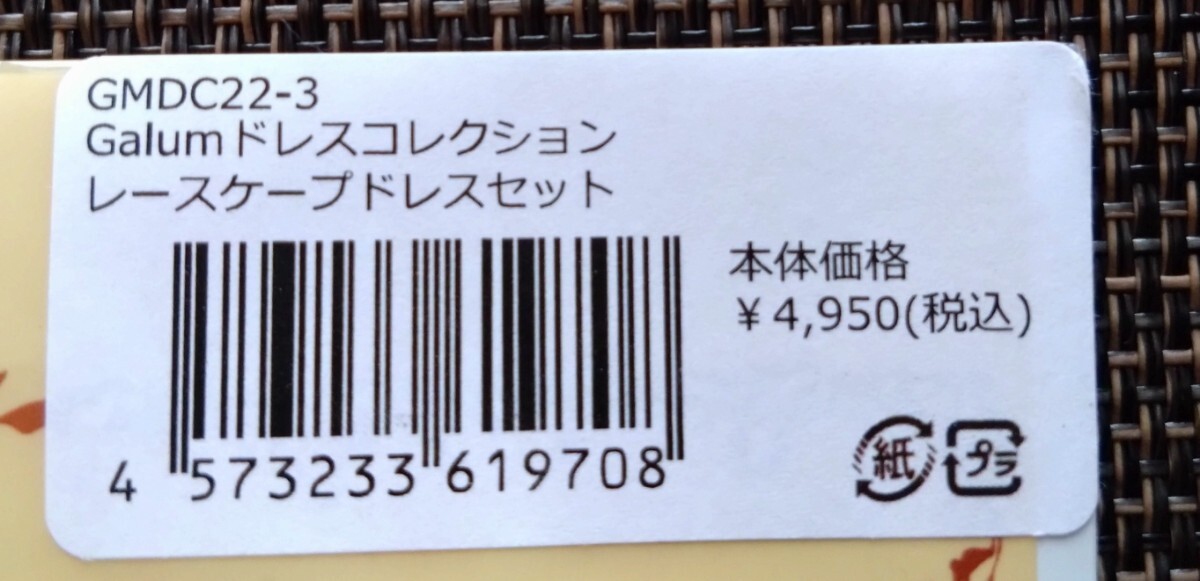 GMDC22-3
Galumドレスコレクション
レースケープドレスセット
本体価格
¥4,950(税込)
4 573233 619708
紙 プラ